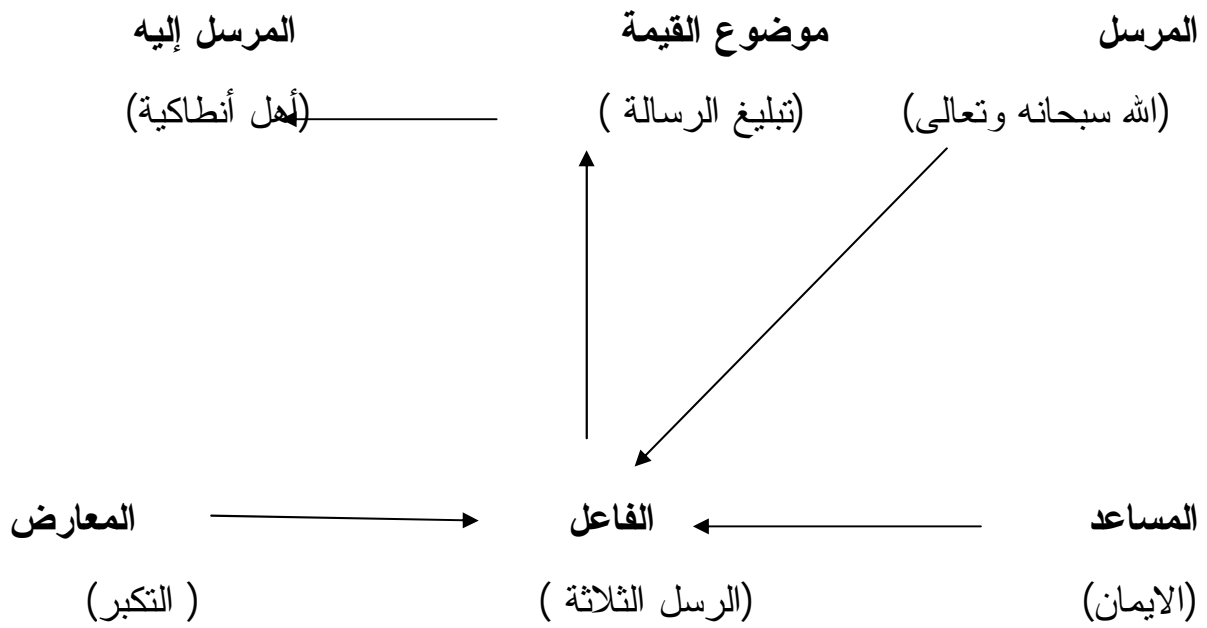 المرسل موضوع القيمة المرسل إليه
(الله سبحانه وتعالى) (تبليغ الرسالة ) (أهل أنطاكية)
المساعد الفاعل المعارض
(الايمان) (الرسل الثلاثة ) ( التكبر)